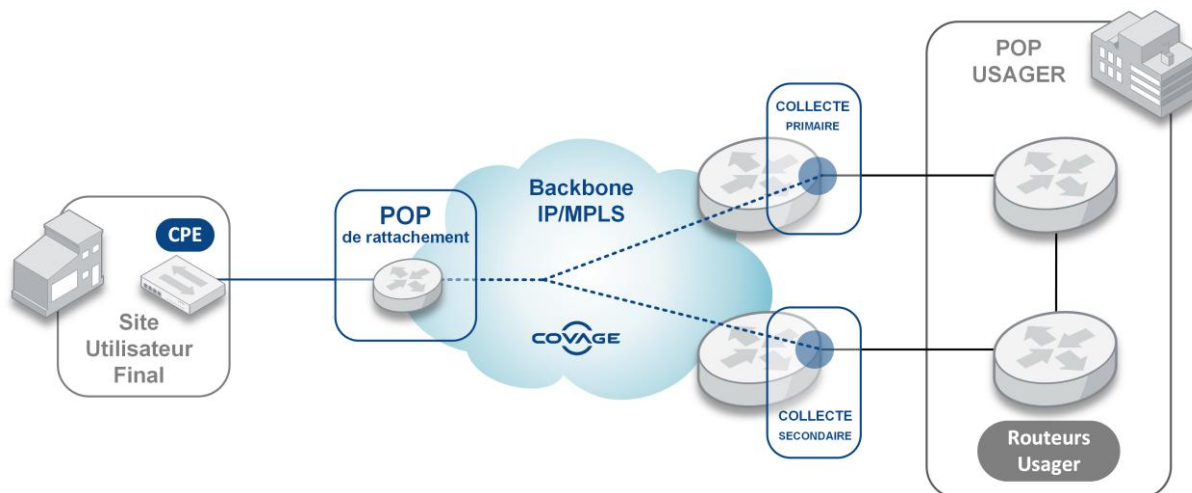 CPE
Site
Utilisateur
Final
POP
de rattachement
Backbone
IP/MPLS
COVAGE
COLLECTE
PRIMAIRE
COLLECTE
SECONDAIRE
POP
USAGER
Routeurs
Usager